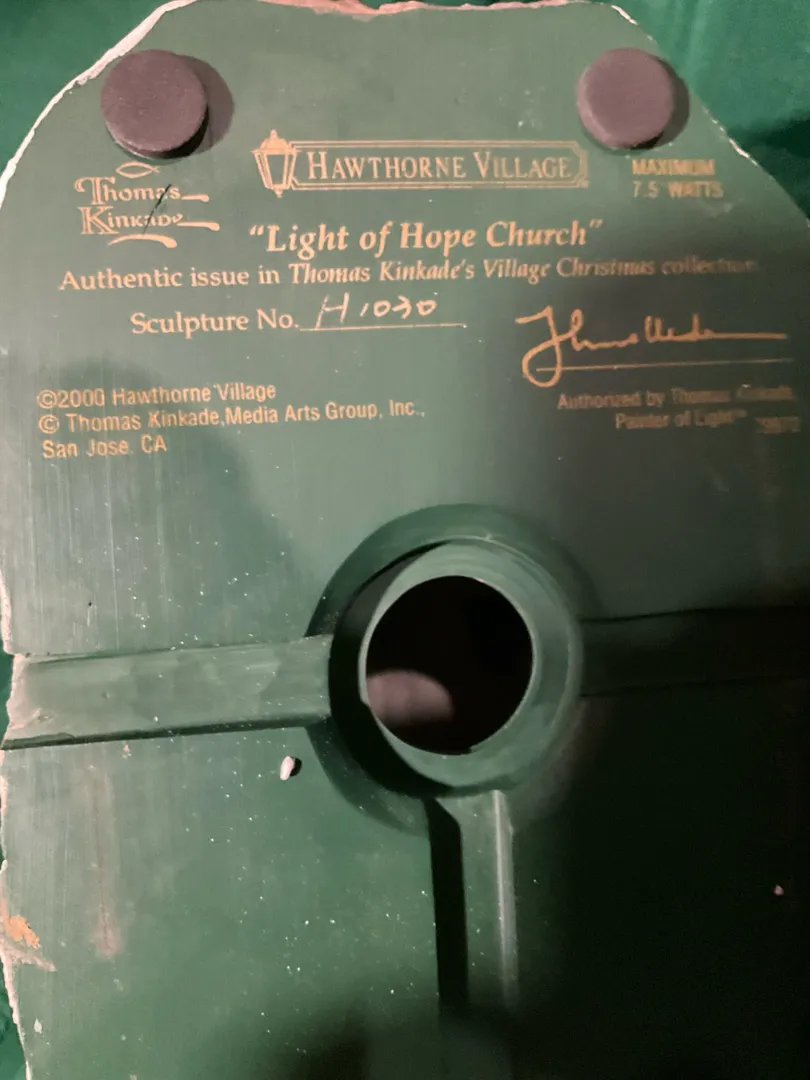 HAWTHORNE VILLAGE
MAXIMUM
7.5 WATTS
Thomas
Kinkade
"Light of Hope Church"
Authentic issue in Thomas Kinkade's Village Christmas collection.
Sculpture No. H1030
©2000 Hawthorne Village
© Thomas Kinkade,Media Arts Group, Inc.,
San Jose, CA
Authorized by Thomas Kinkade,
Painter of Light™